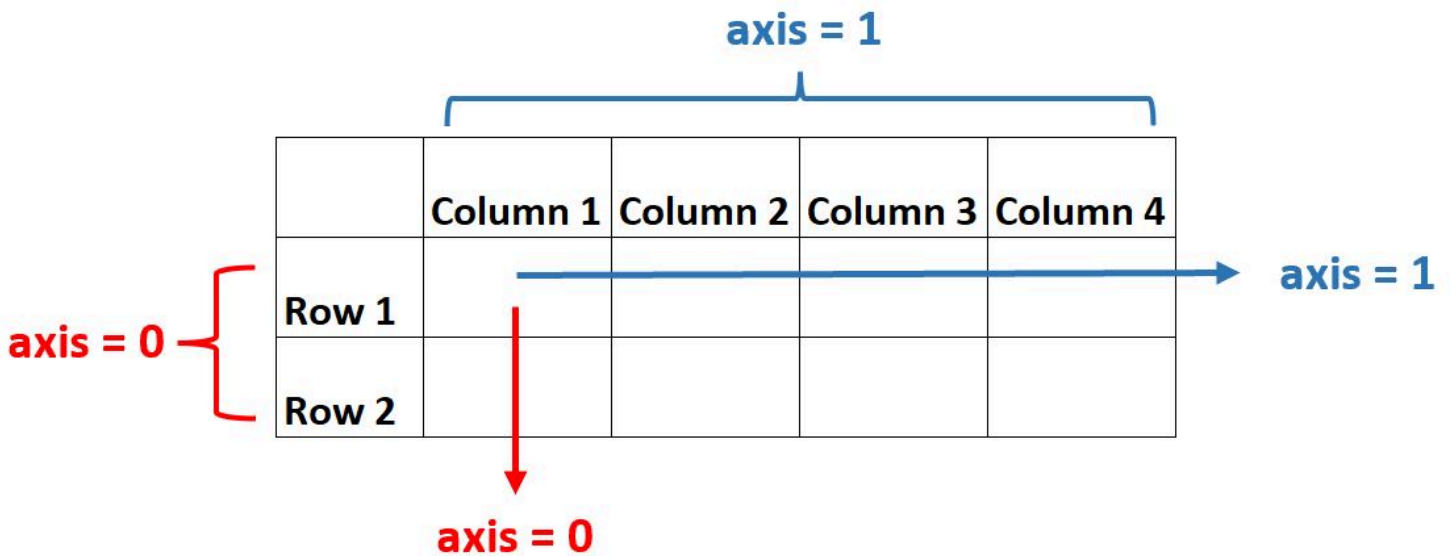 axis = 1
Column 1 Column 2 Column 3 Column 4
axis = 1
Row 1
axis = 0
Row 2
axis = 0